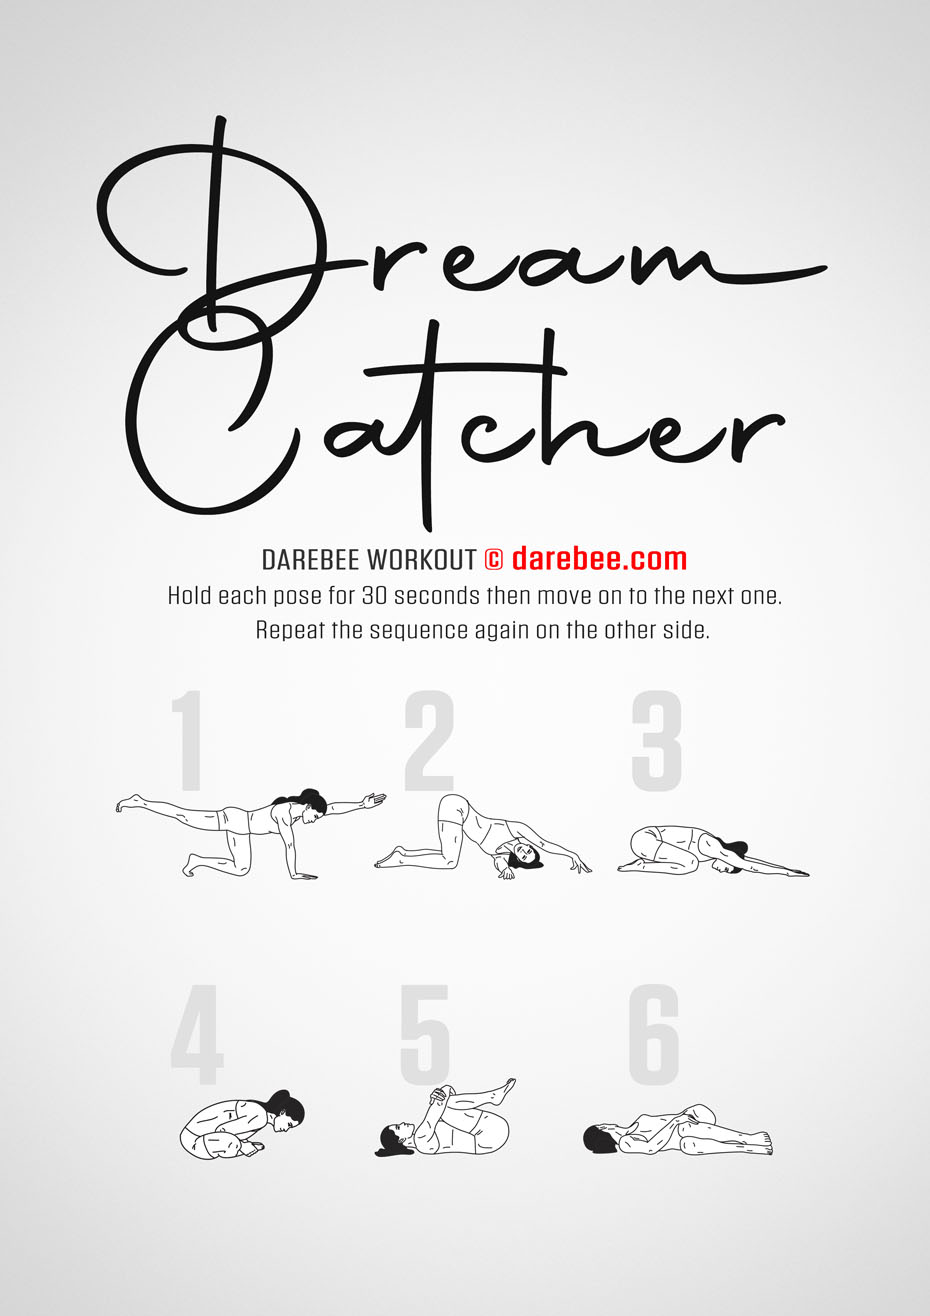 Dream
Catcher
DAREBEE WORKOUT © darebee.com
Hold each pose for 30 seconds then move on to the next one.
Repeat the sequence again on the other side.
1 2 3
4 5 6